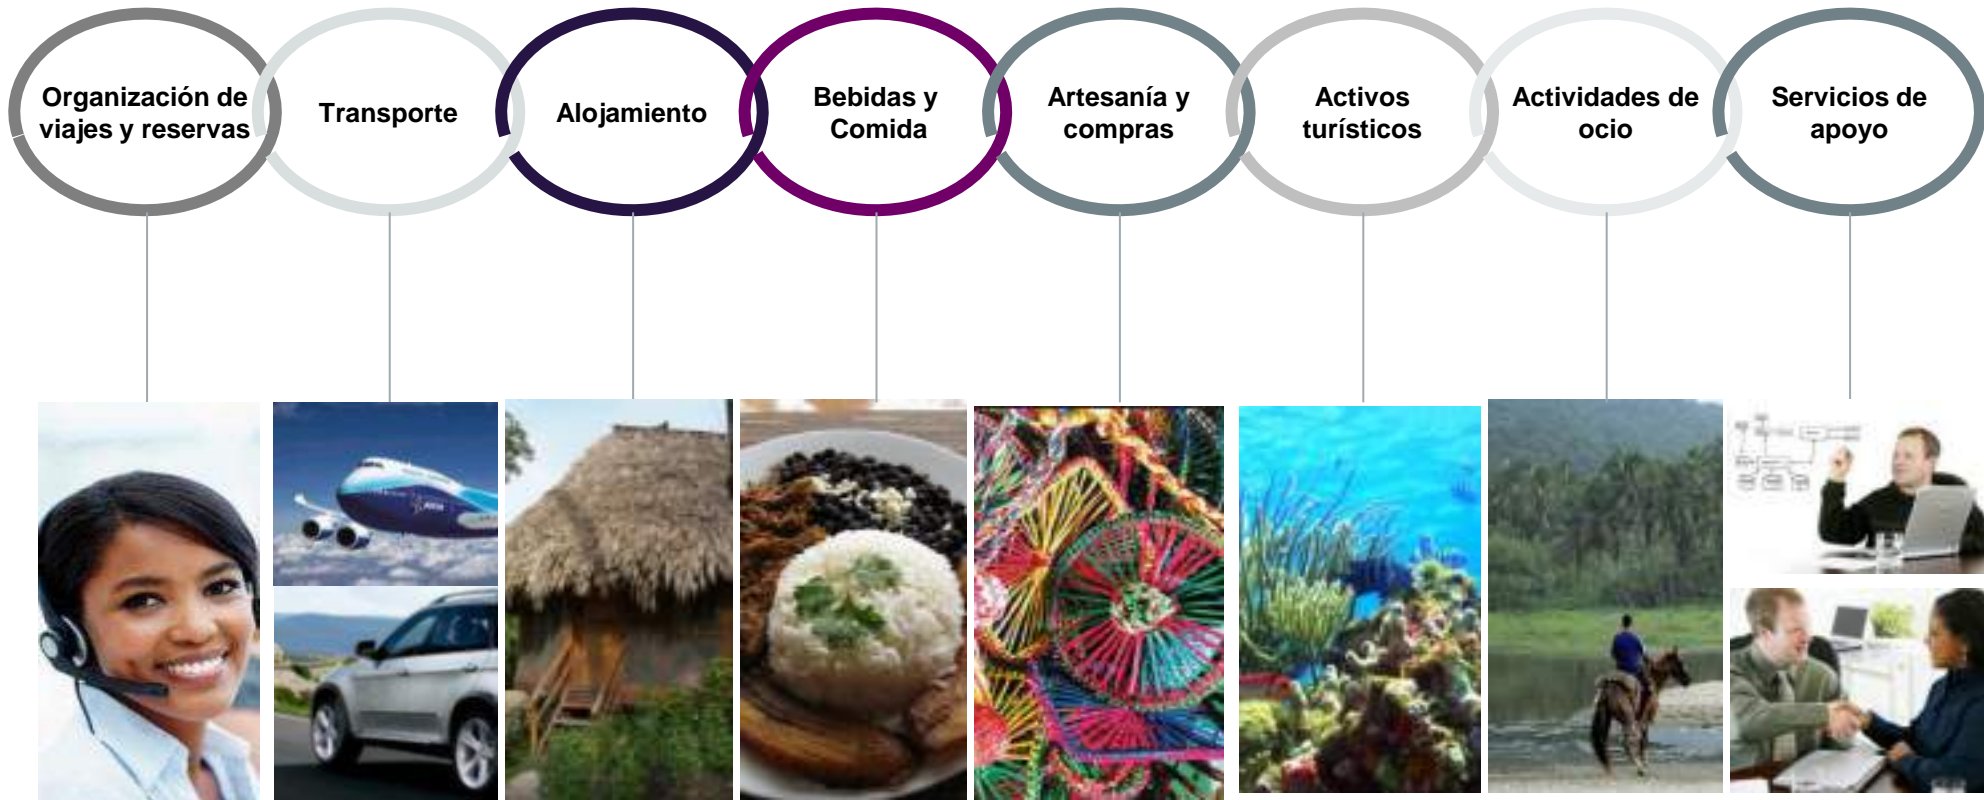 Organización de
viajes y reservas
Transporte
Alojamiento
Bebidas y
Comida
Artesanía y
compras
Activos
turísticos
Actividades de
ocio
Servicios de
apoyo